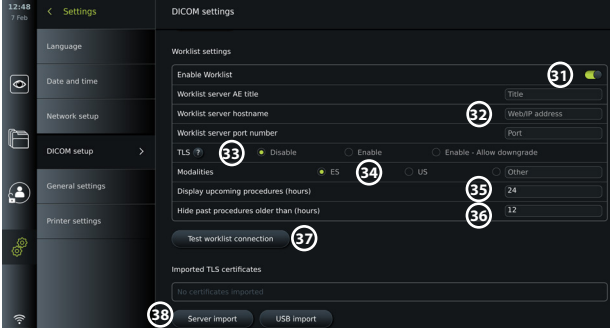 12:48
7 Feb
< Settings
DICOM settings
Language
Date and time
Network setup
DICOM setup >
General settings
Printer settings
Worklist settings
Enable Worklist 31
Worklist server AE title Title
Worklist server hostname 32 Web/IP address
Worklist server port number Port
TLS ? 33 Disable Enable Enable - Allow downgrade
Modalities ES 34 US Other
Display upcoming procedures (hours) 35 24
Hide past procedures older than (hours) 36 12
Test worklist connection 37
Imported TLS certificates
No certificates imported
38 Server import USB import